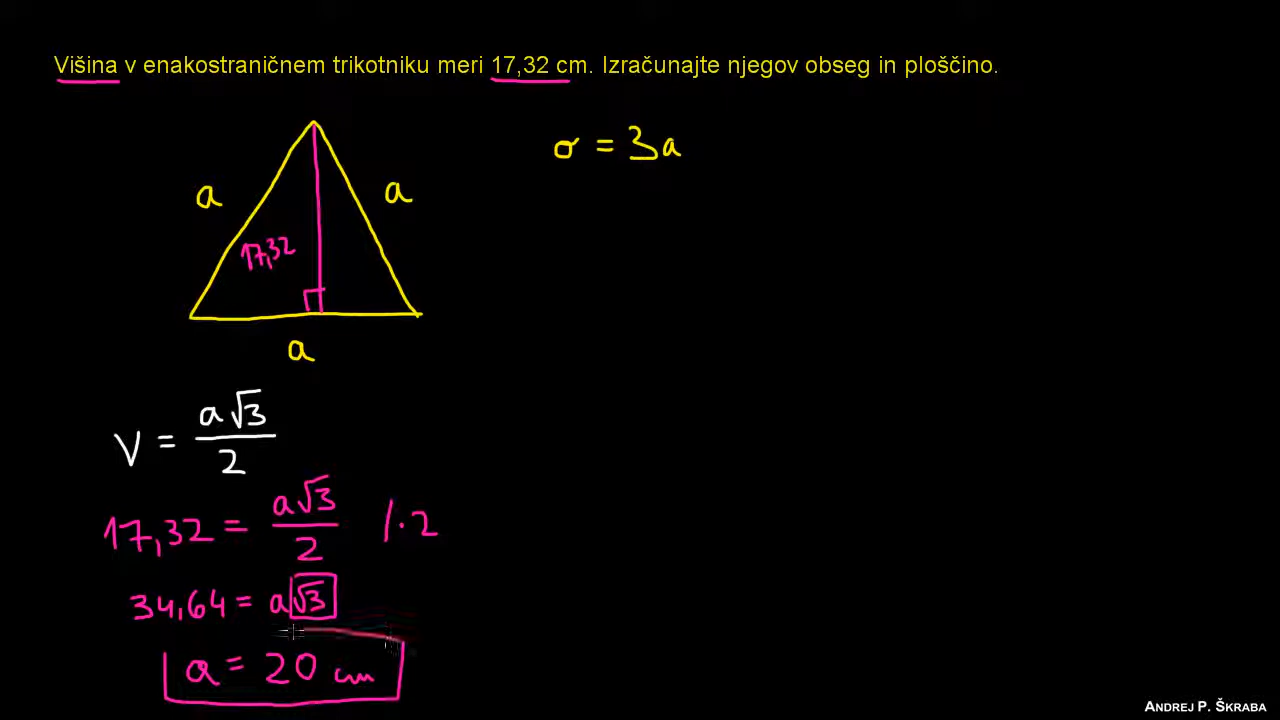 Višina v enakostraničnem trikotniku meri 17,32 cm. Izračunajte njegov obseg in ploščino.
σ = 3a
a
a
17,32
a
v = a√3/2
17,32 = a√3/2 /·2
34,64 = a√3
a = 20 cm
ANDREJ P. ŠKRABA